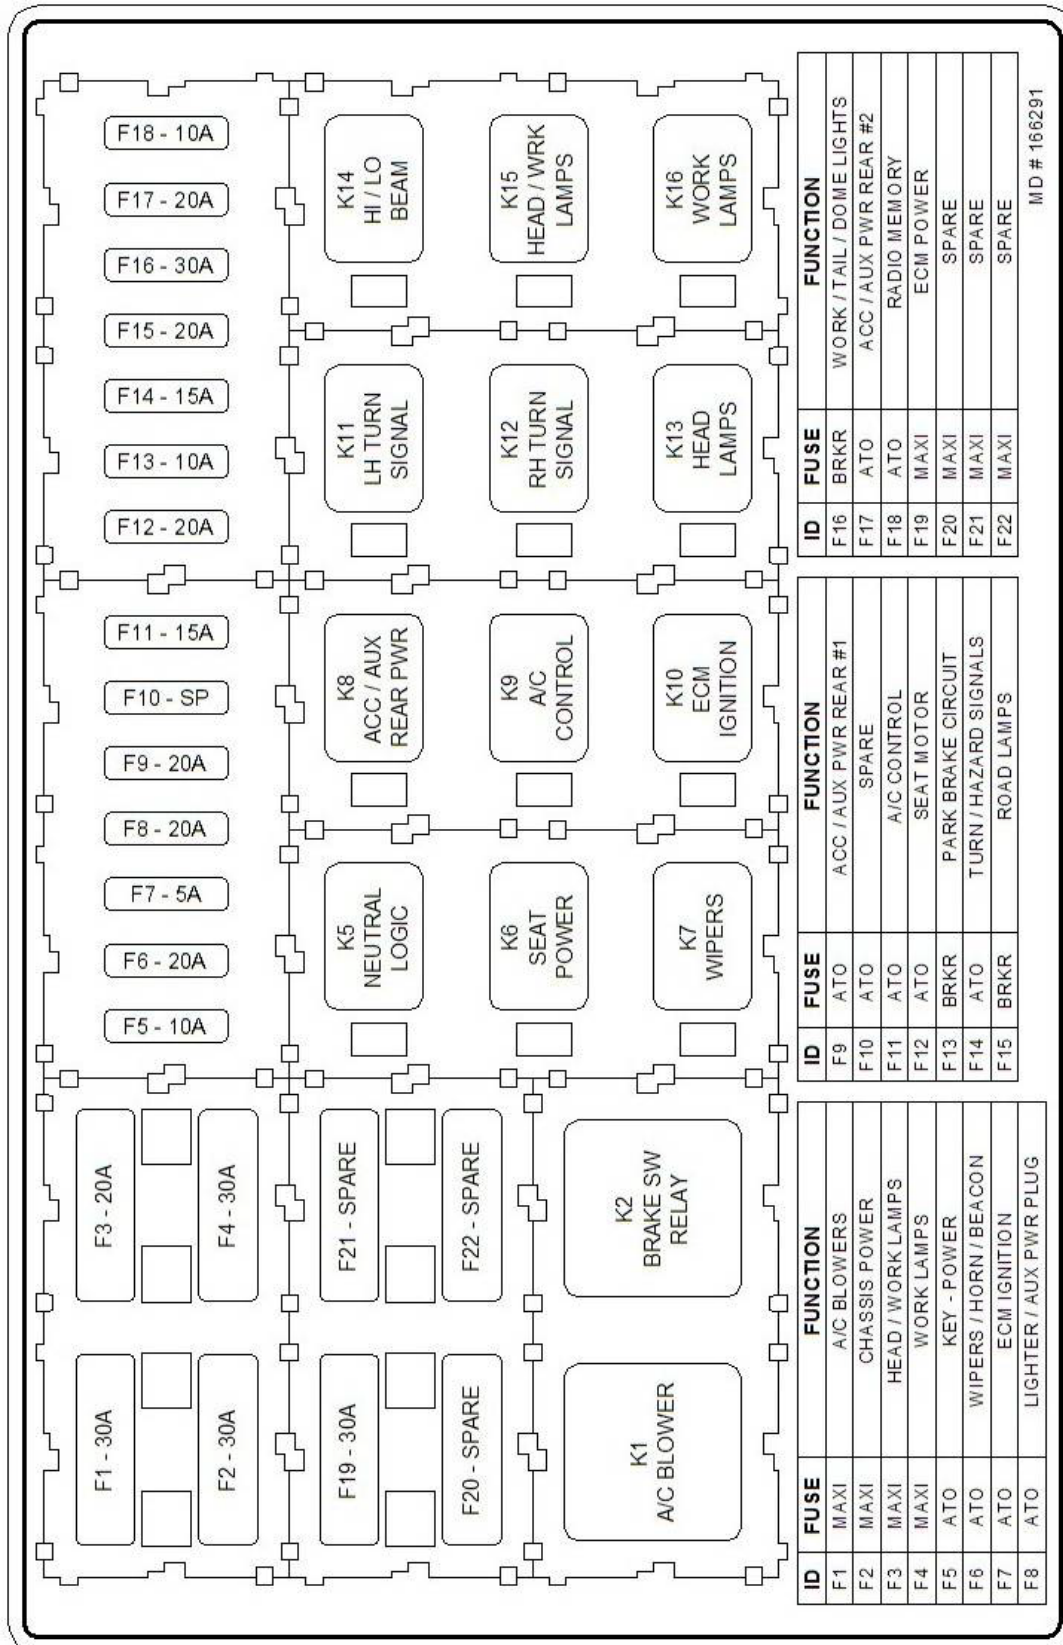 F1 - 30A
F3 - 20A
F5 - 10A
F6 - 20A
F7 - 5A
F8 - 20A
F9 - 20A
F10 - SP
F11 - 15A
F12 - 20A
F13 - 10A
F14 - 15A
F15 - 20A
F16 - 30A
F17 - 20A
F18 - 10A
F2 - 30A
F4 - 30A
F19 - 30A
F21 - SPARE
F20 - SPARE
F22 - SPARE
K5
NEUTRAL
LOGIC
K8
ACC / AUX
REAR PWR
K11
LH TURN
SIGNAL
K14
HI / LO
BEAM
K6
SEAT
POWER
K9
A/C
CONTROL
K12
RH TURN
SIGNAL
K15
HEAD / WRK
LAMPS
K1
A/C BLOWER
K2
BRAKE SW
RELAY
K7
WIPERS
K10
ECM
IGNITION
K13
HEAD
LAMPS
K16
WORK
LAMPS
ID FUSE FUNCTION
F1 MAXI A/C BLOWERS
F2 MAXI CHASSIS POWER
F3 MAXI HEAD / WORK LAMPS
F4 MAXI WORK LAMPS
F5 ATO KEY - POWER
F6 ATO WIPERS / HORN / BEACON
F7 ATO ECM IGNITION
F8 ATO LIGHTER / AUX PWR PLUG
ID FUSE FUNCTION
F9 ATO ACC / AUX PWR REAR #1
F10 ATO SPARE
F11 ATO A/C CONTROL
F12 ATO SEAT MOTOR
F13 BRKR PARK BRAKE CIRCUIT
F14 ATO TURN / HAZARD SIGNALS
F15 BRKR ROAD LAMPS
ID FUSE FUNCTION
F16 BRKR WORK / TAIL / DOME LIGHTS
F17 ATO ACC / AUX PWR REAR #2
F18 ATO RADIO MEMORY
F19 MAXI ECM POWER
F20 MAXI SPARE
F21 MAXI SPARE
F22 MAXI SPARE
MD # 166291